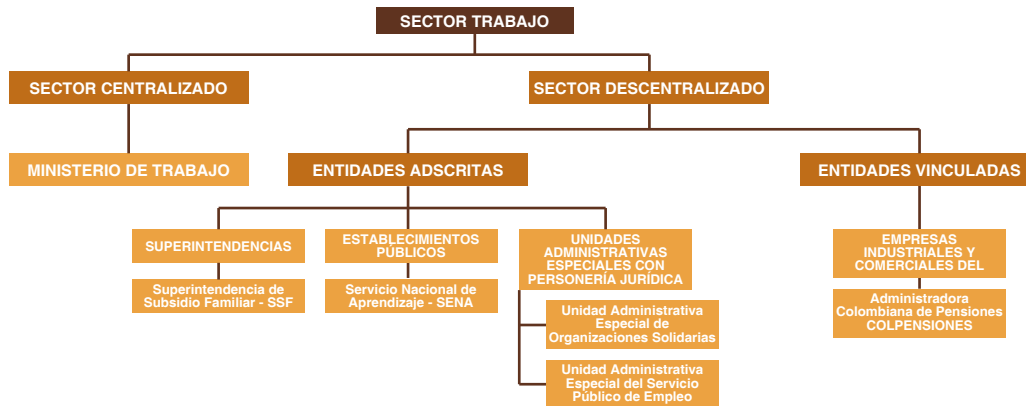 SECTOR TRABAJO
SECTOR CENTRALIZADO
SECTOR DESCENTRALIZADO
MINISTERIO DE TRABAJO
ENTIDADES ADSCRITAS
ENTIDADES VINCULADAS
SUPERINTENDENCIAS
Superintendencia de
Subsidio Familiar - SSF
ESTABLECIMIENTOS
PÚBLICOS
Servicio Nacional de
Aprendizaje - SENA
UNIDADES
ADMINISTRATIVAS
ESPECIALES CON
PERSONERÍA JURÍDICA
Unidad Administrativa
Especial de
Organizaciones Solidarias
Unidad Administrativa
Especial del Servicio
Público de Empleo
EMPRESAS
INDUSTRIALES Y
COMERCIALES DEL
Administradora
Colombiana de Pensiones
COLPENSIONES